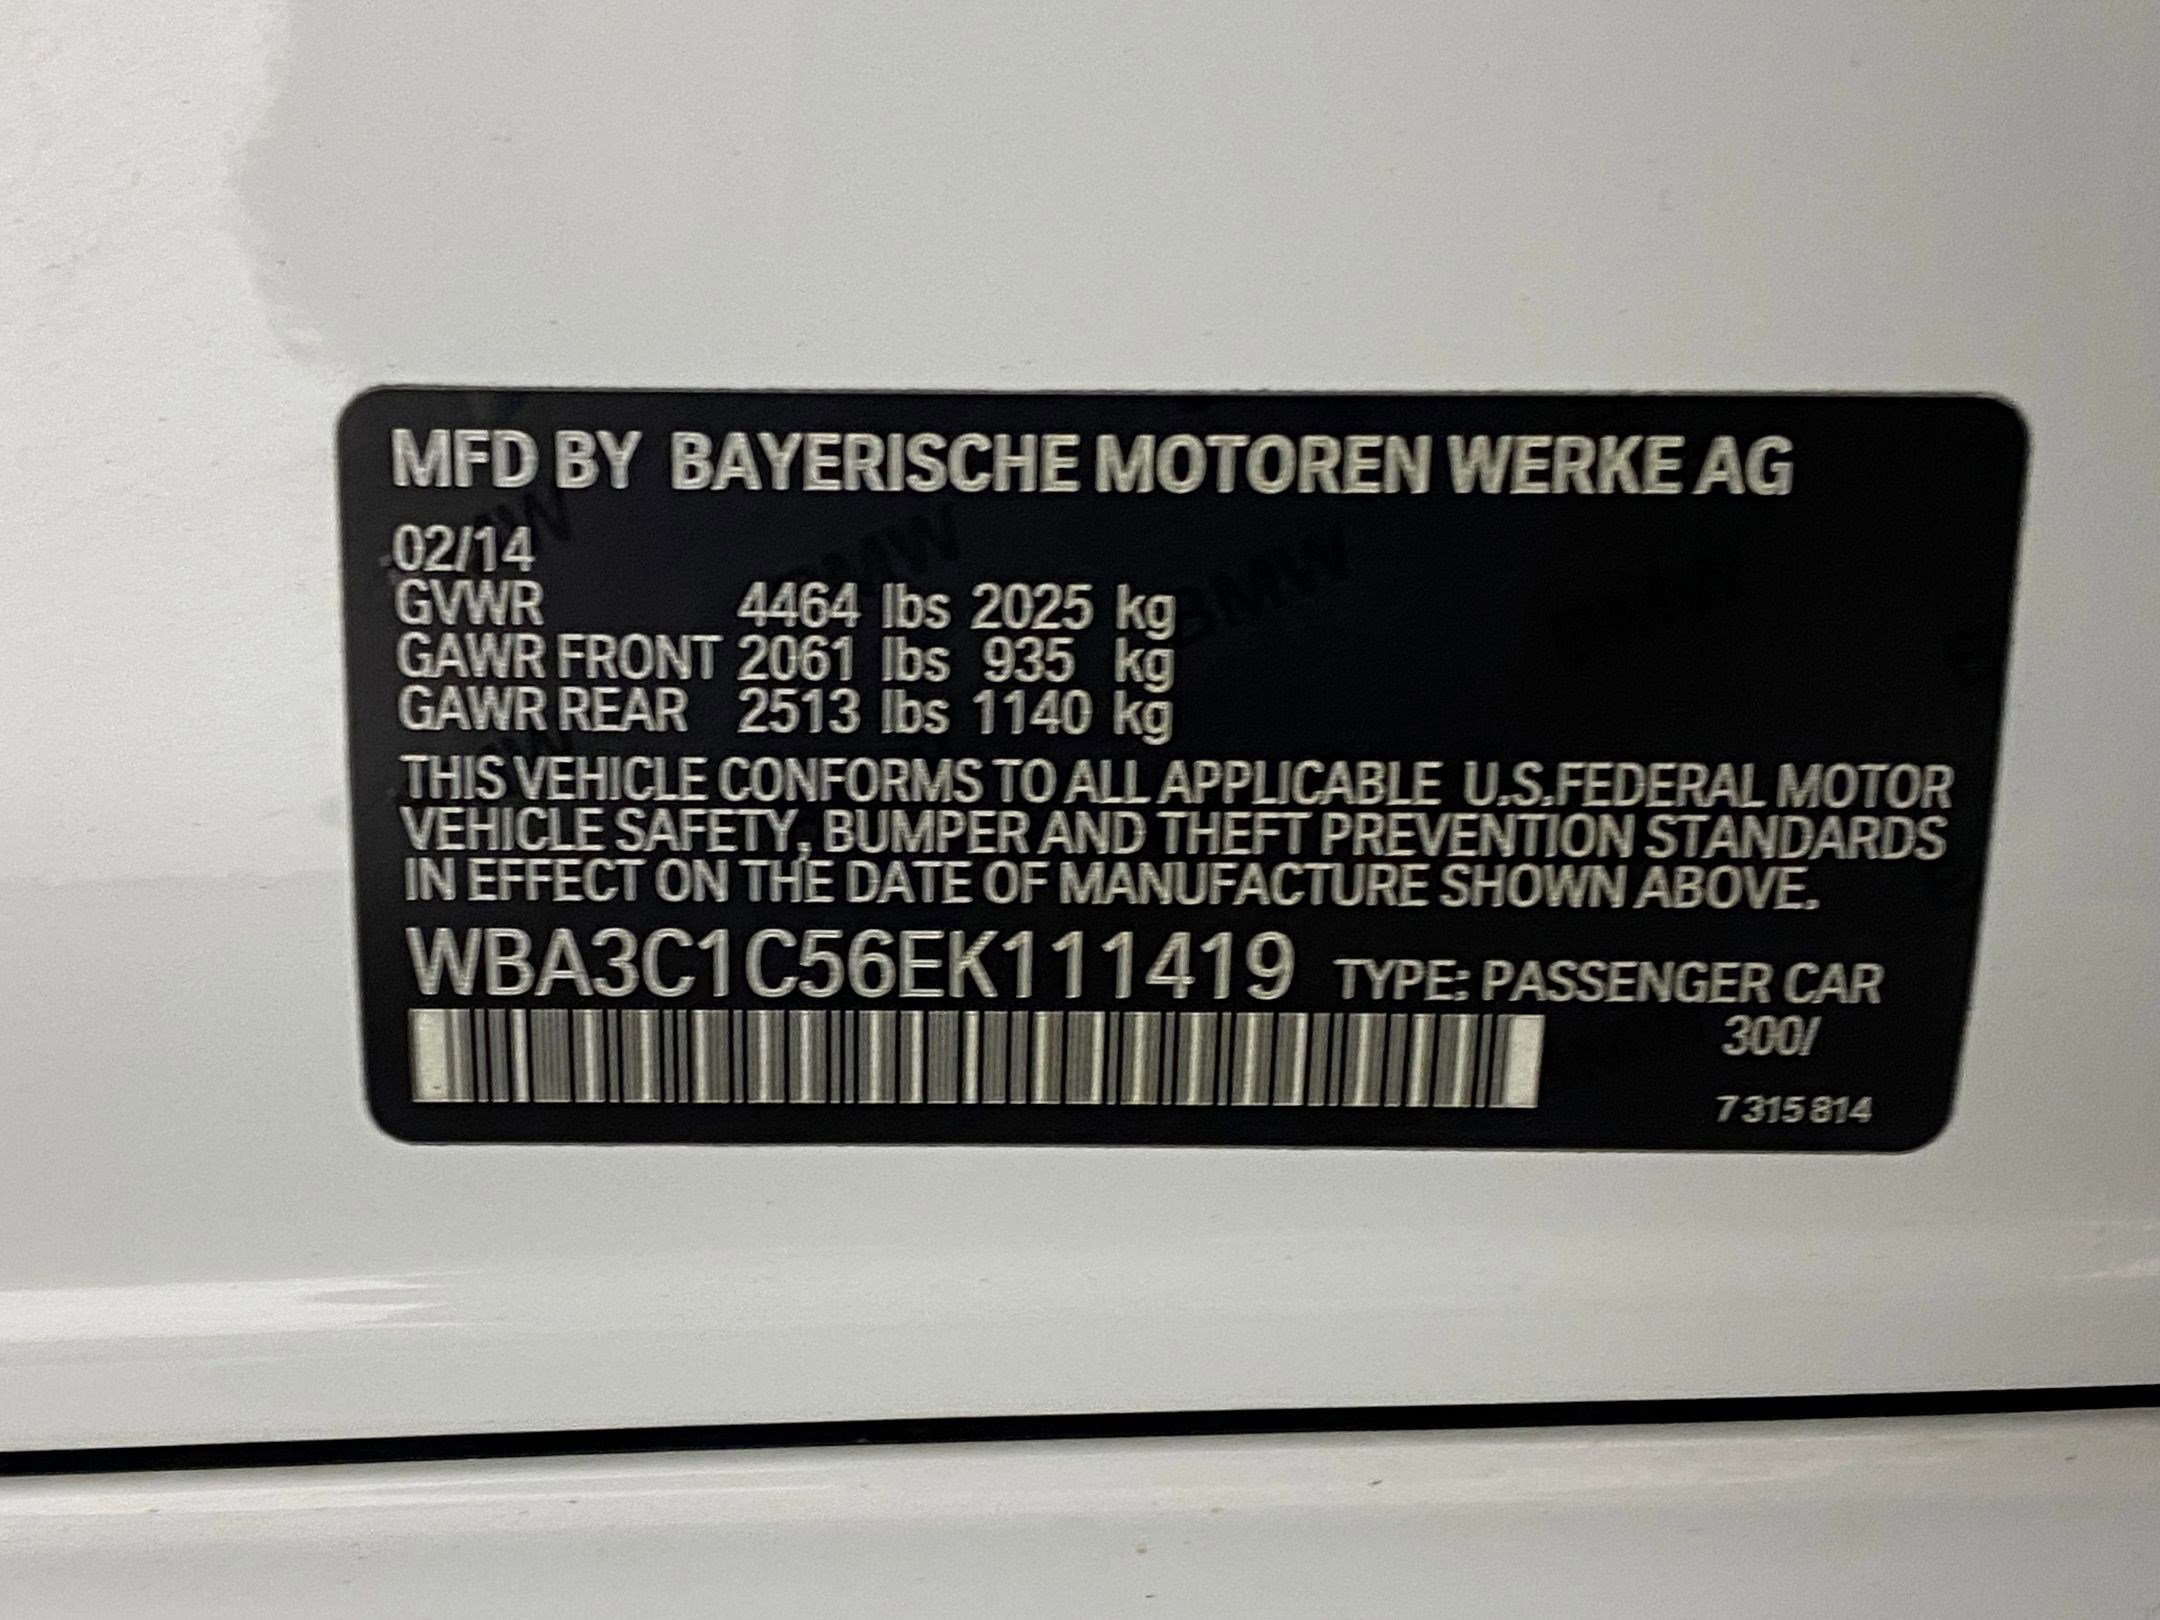 MFD BY BAYERISCHE MOTOREN WERKE AG
02/14
GVWR 4464 lbs 2025 kg
GAWR FRONT 2061 lbs 935 kg
GAWR REAR 2513 lbs 1140 kg
THIS VEHICLE CONFORMS TO ALL APPLICABLE U.S.FEDERAL MOTOR
VEHICLE SAFETY, BUMPER AND THEFT PREVENTION STANDARDS
IN EFFECT ON THE DATE OF MANUFACTURE SHOWN ABOVE.
WBA3C1C56EK111419 TYPE: PASSENGER CAR
300/
7 315 814